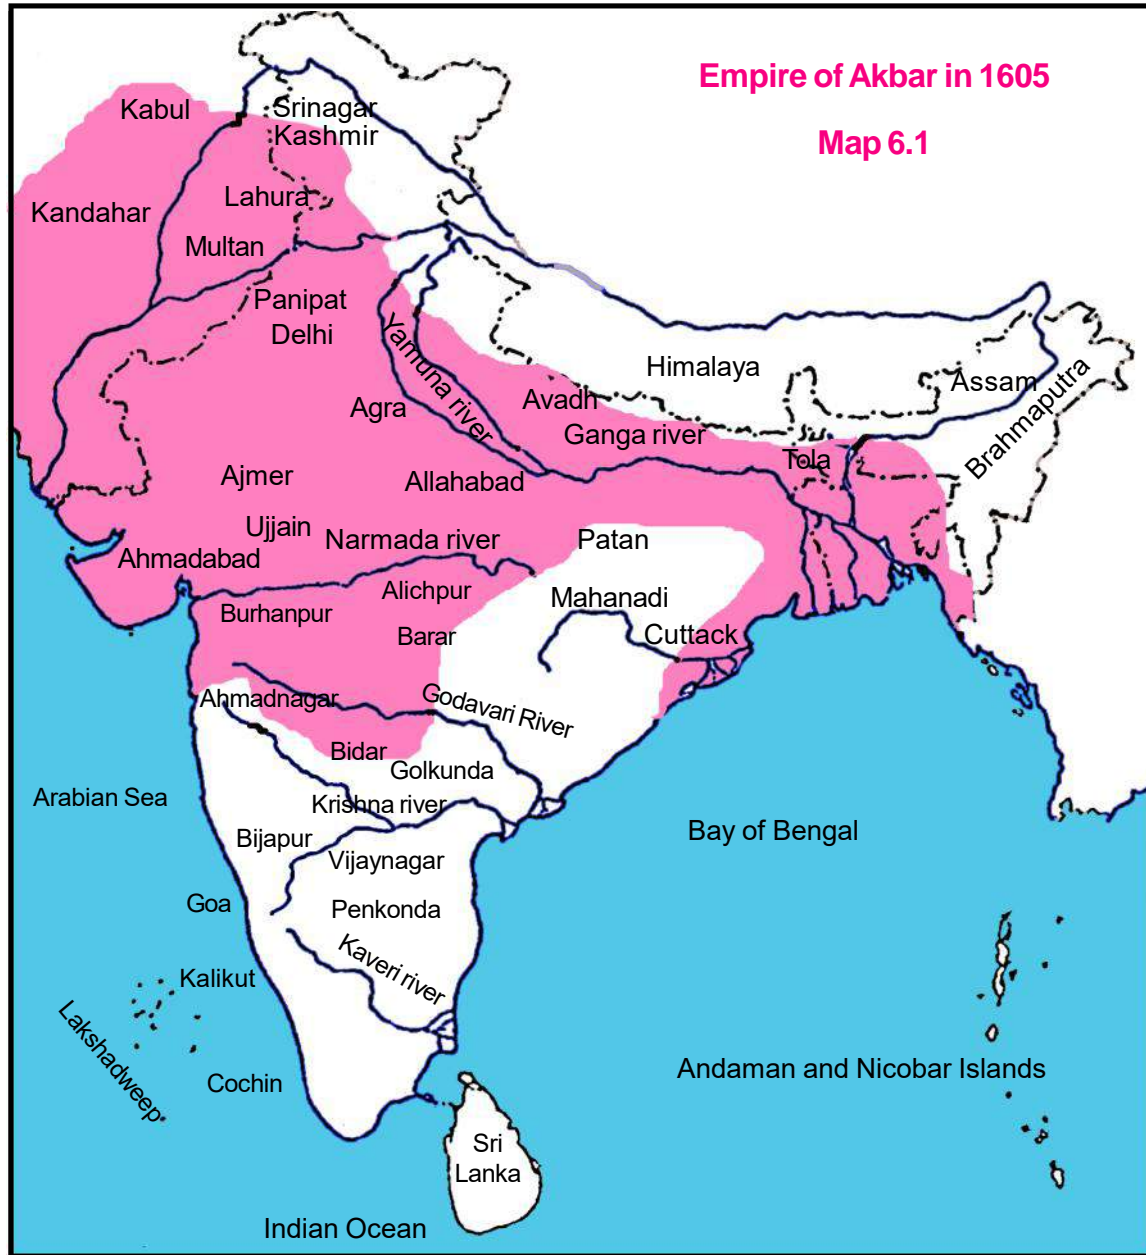 Empire of Akbar in 1605
Map 6.1
Kabul
Srinagar
Kashmir
Lahura
Kandahar
Multan
Panipat
Delhi
Yamuna river
Himalaya
Assam
Brahmaputra
Agra
Avadh
Ganga river
Tola
Ajmer
Allahabad
Ujjain
Narmada river
Patan
Ahmadabad
Alichpur
Mahanadi
Burhanpur
Barar
Cuttack
Ahmadnagar
Godavari River
Bidar
Golkunda
Arabian Sea
Krishna river
Bay of Bengal
Bijapur
Vijaynagar
Goa
Penkonda
Kaveri river
Kalikut
Lakshadweep
Cochin
Andaman and Nicobar Islands
Sri
Lanka
Indian Ocean